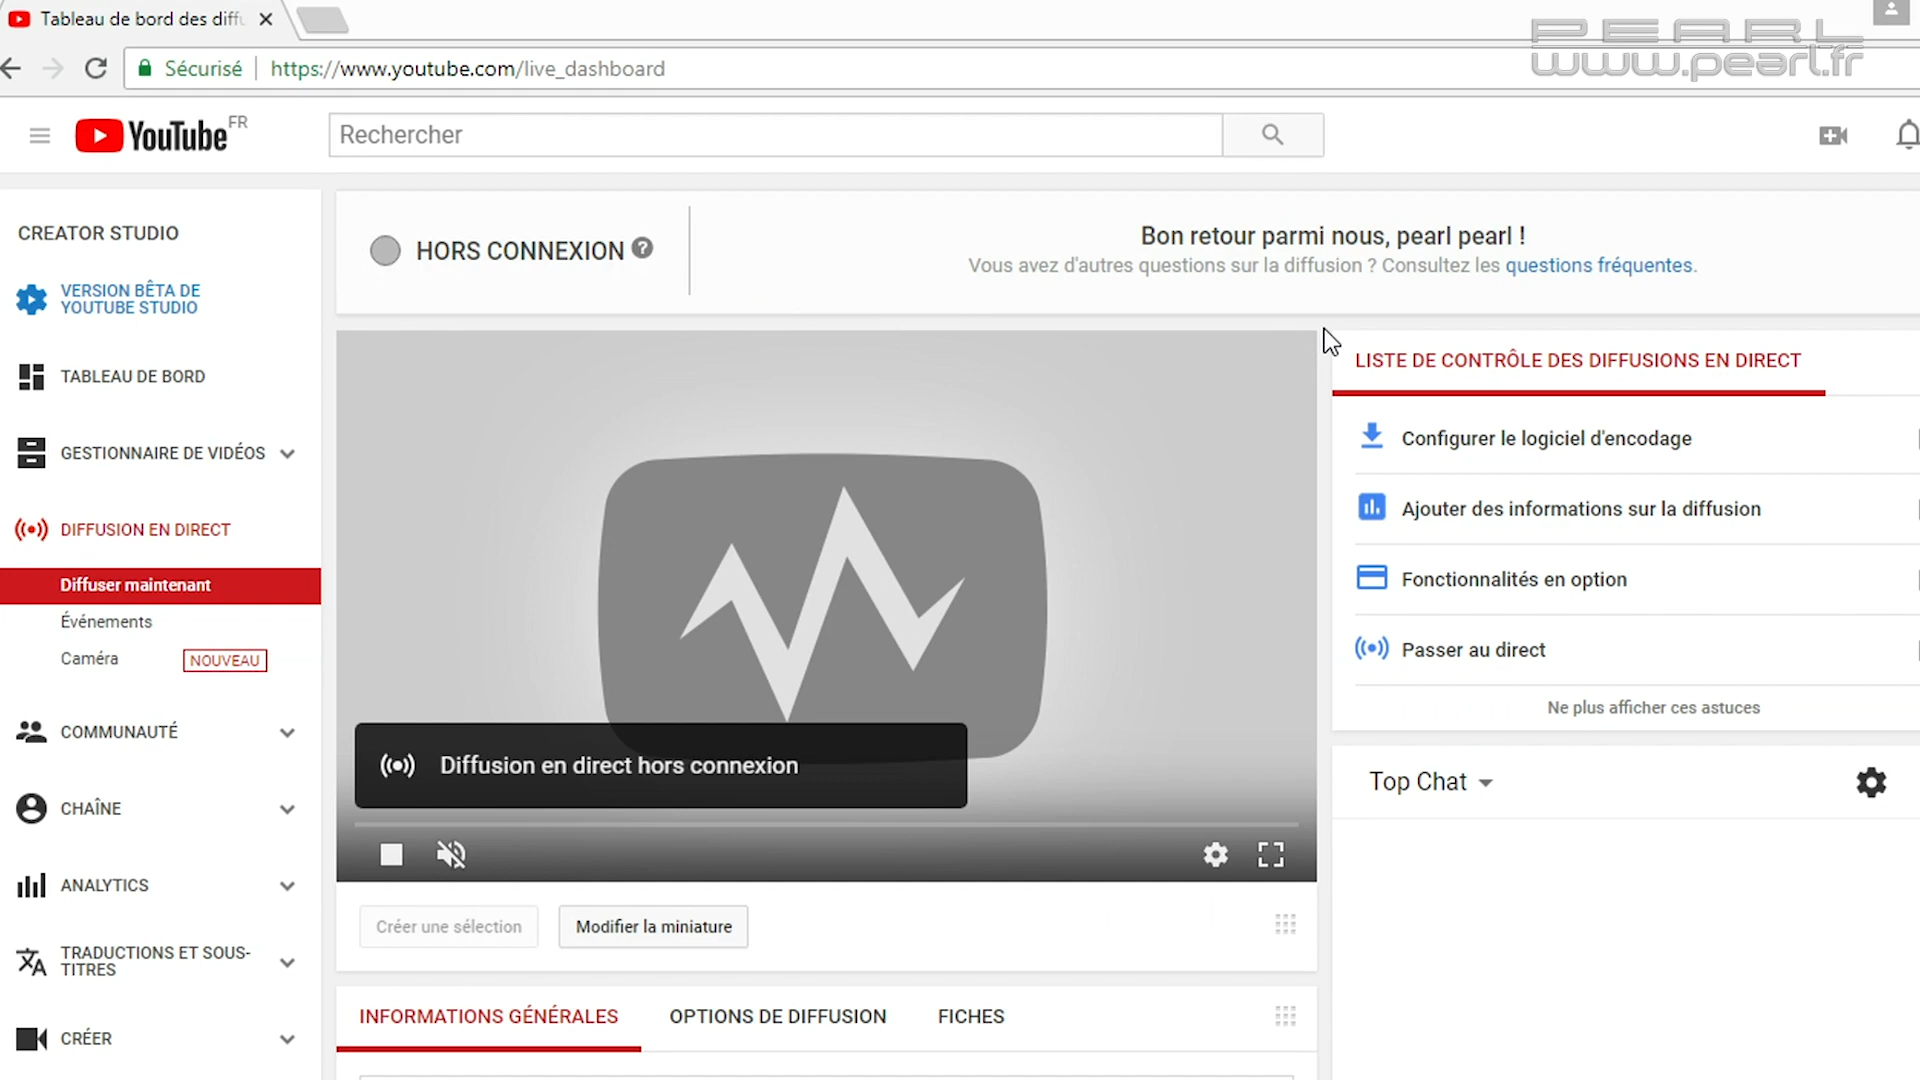 Tableau de bord des diff
PEARL
www.pearl.fr
Sécurisé
https://www.youtube.com/live_dashboard
YouTube FR
Rechercher
CREATOR STUDIO
VERSION BÊTA DE
YOUTUBE STUDIO
TABLEAU DE BORD
GESTIONNAIRE DE VIDÉOS
DIFFUSION EN DIRECT
Diffuser maintenant
Événements
Caméra NOUVEAU
COMMUNAUTÉ
CHAÎNE
ANALYTICS
TRADUCTIONS ET SOUS-
TITRES
CRÉER
HORS CONNEXION ?
Bon retour parmi nous, pearl pearl !
Vous avez d'autres questions sur la diffusion ? Consultez les questions fréquentes.
Diffusion en direct hors connexion
Créer une sélection
Modifier la miniature
INFORMATIONS GÉNÉRALES
OPTIONS DE DIFFUSION
FICHES
LISTE DE CONTRÔLE DES DIFFUSIONS EN DIRECT
Configurer le logiciel d'encodage
Ajouter des informations sur la diffusion
Fonctionnalités en option
Passer au direct
Ne plus afficher ces astuces
Top Chat